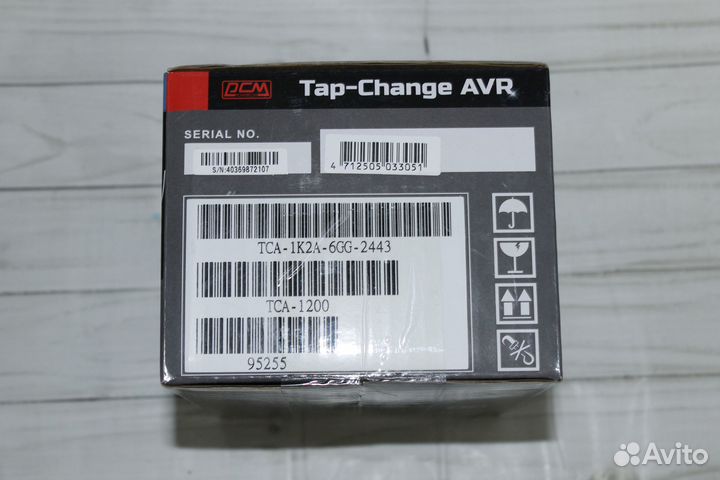 PCM
Tap-Change AVR
SERIAL NO.
S/N:40369872107
4 712505 033051
TCA-1K2A-6GG-2443
TCA-1200
95255
Avito